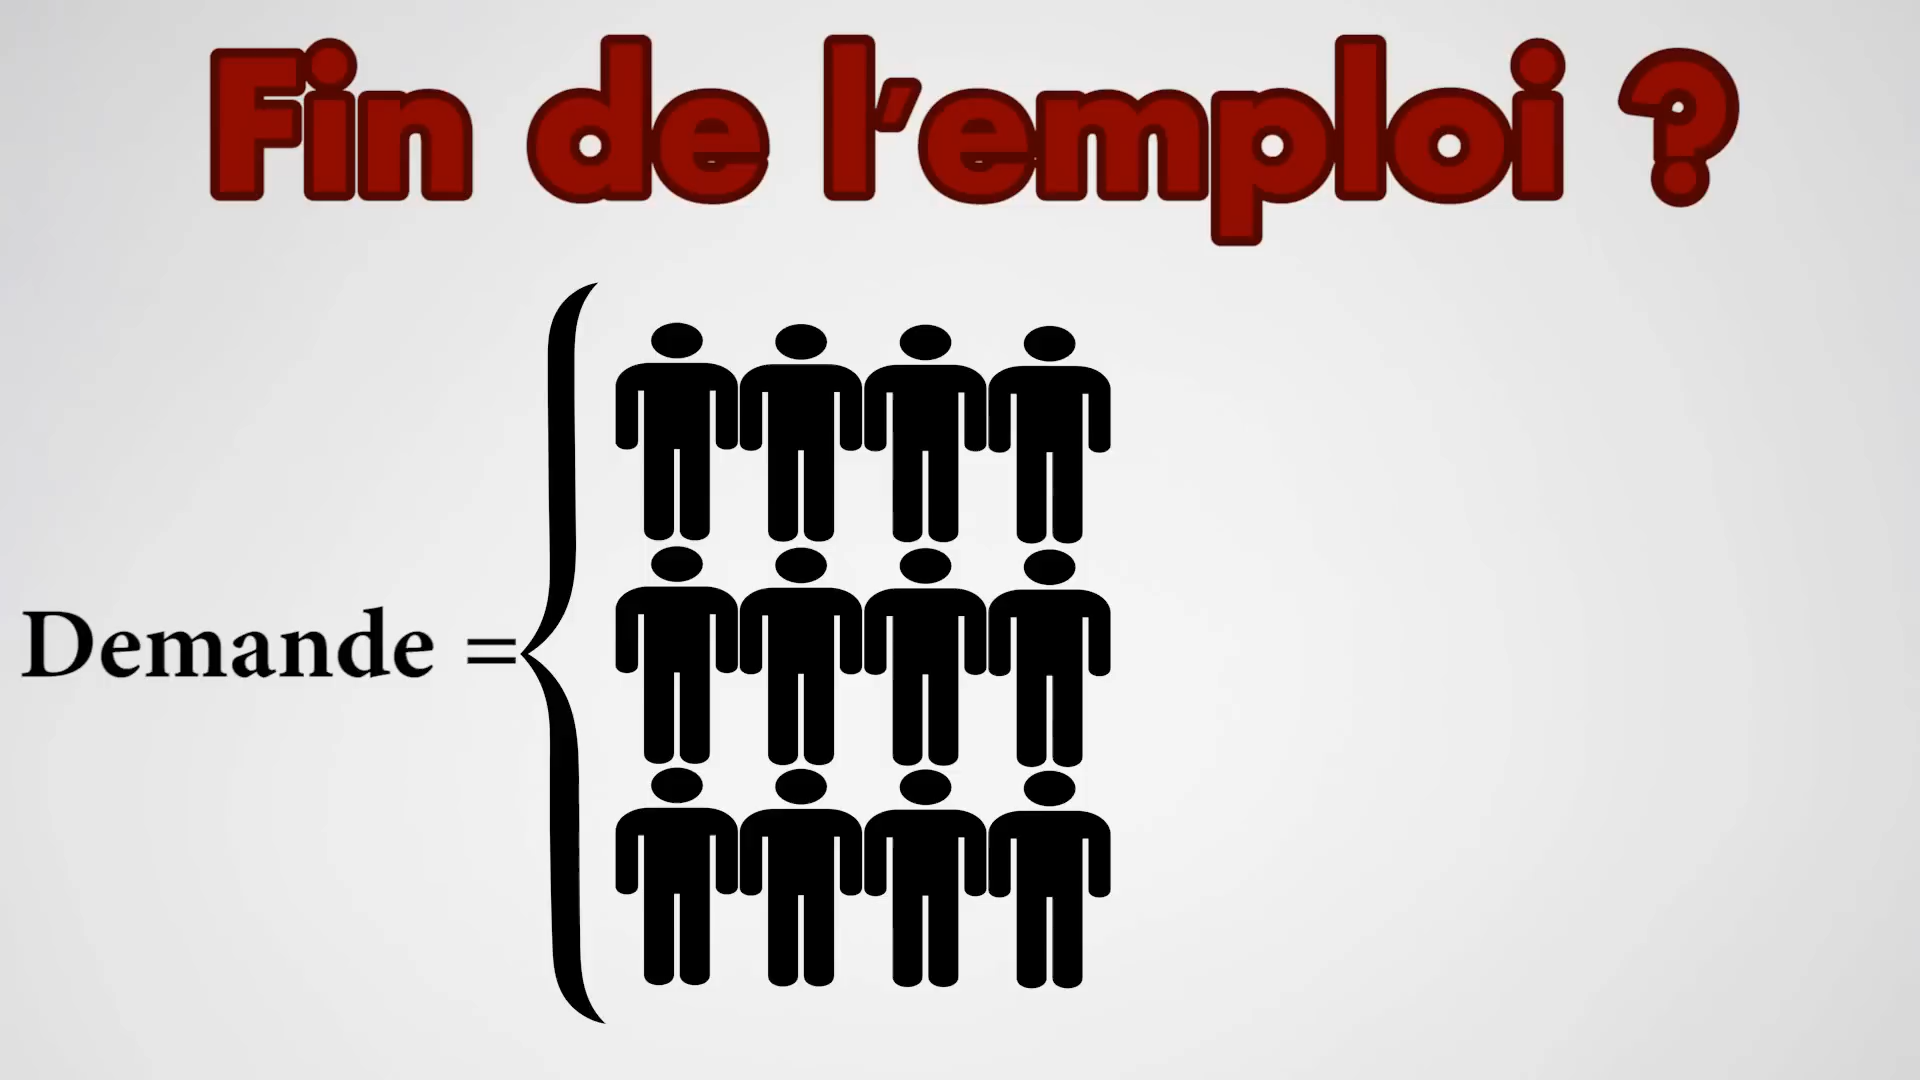 Fin de l'emploi ?
Demande =